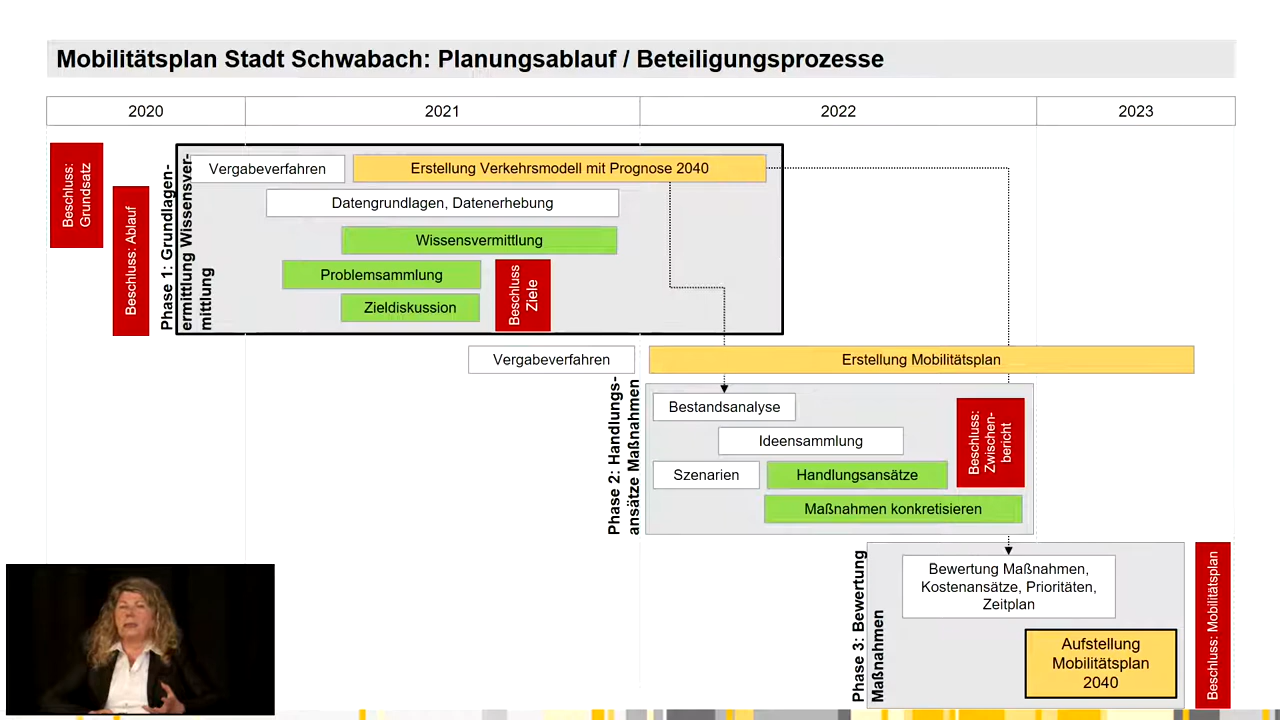 Mobilitätsplan Stadt Schwabach: Planungsablauf / Beteiligungsprozesse
2020
2021
2022
2023
Beschluss:
Grundsatz
Beschluss: Ablauf
Phase 1: Grundlagen-
ermittlung Wissensver-
mittlung
Vergabeverfahren
Erstellung Verkehrsmodell mit Prognose 2040
Datengrundlagen, Datenerhebung
Wissensvermittlung
Problemsammlung
Zieldiskussion
Beschluss
Ziele
Vergabeverfahren
Erstellung Mobilitätsplan
Phase 2: Handlungs-
ansätze Maßnahmen
Bestandsanalyse
Ideensammlung
Szenarien
Handlungsansätze
Maßnahmen konkretisieren
Beschluss:
Zwischen-
bericht
Phase 3: Bewertung
Maßnahmen
Bewertung Maßnahmen,
Kostenansätze, Prioritäten,
Zeitplan
Aufstellung
Mobilitätsplan
2040
Beschluss: Mobilitätsplan